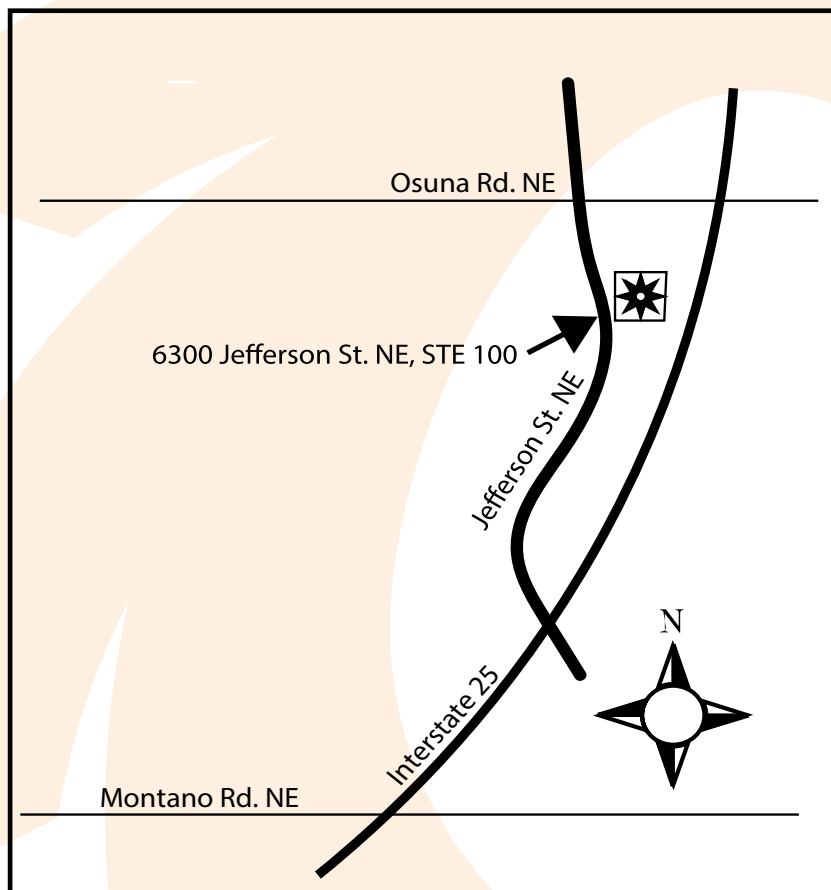 Osuna Rd. NE
6300 Jefferson St. NE, STE 100
Jefferson St. NE
N
Interstate 25
Montano Rd. NE